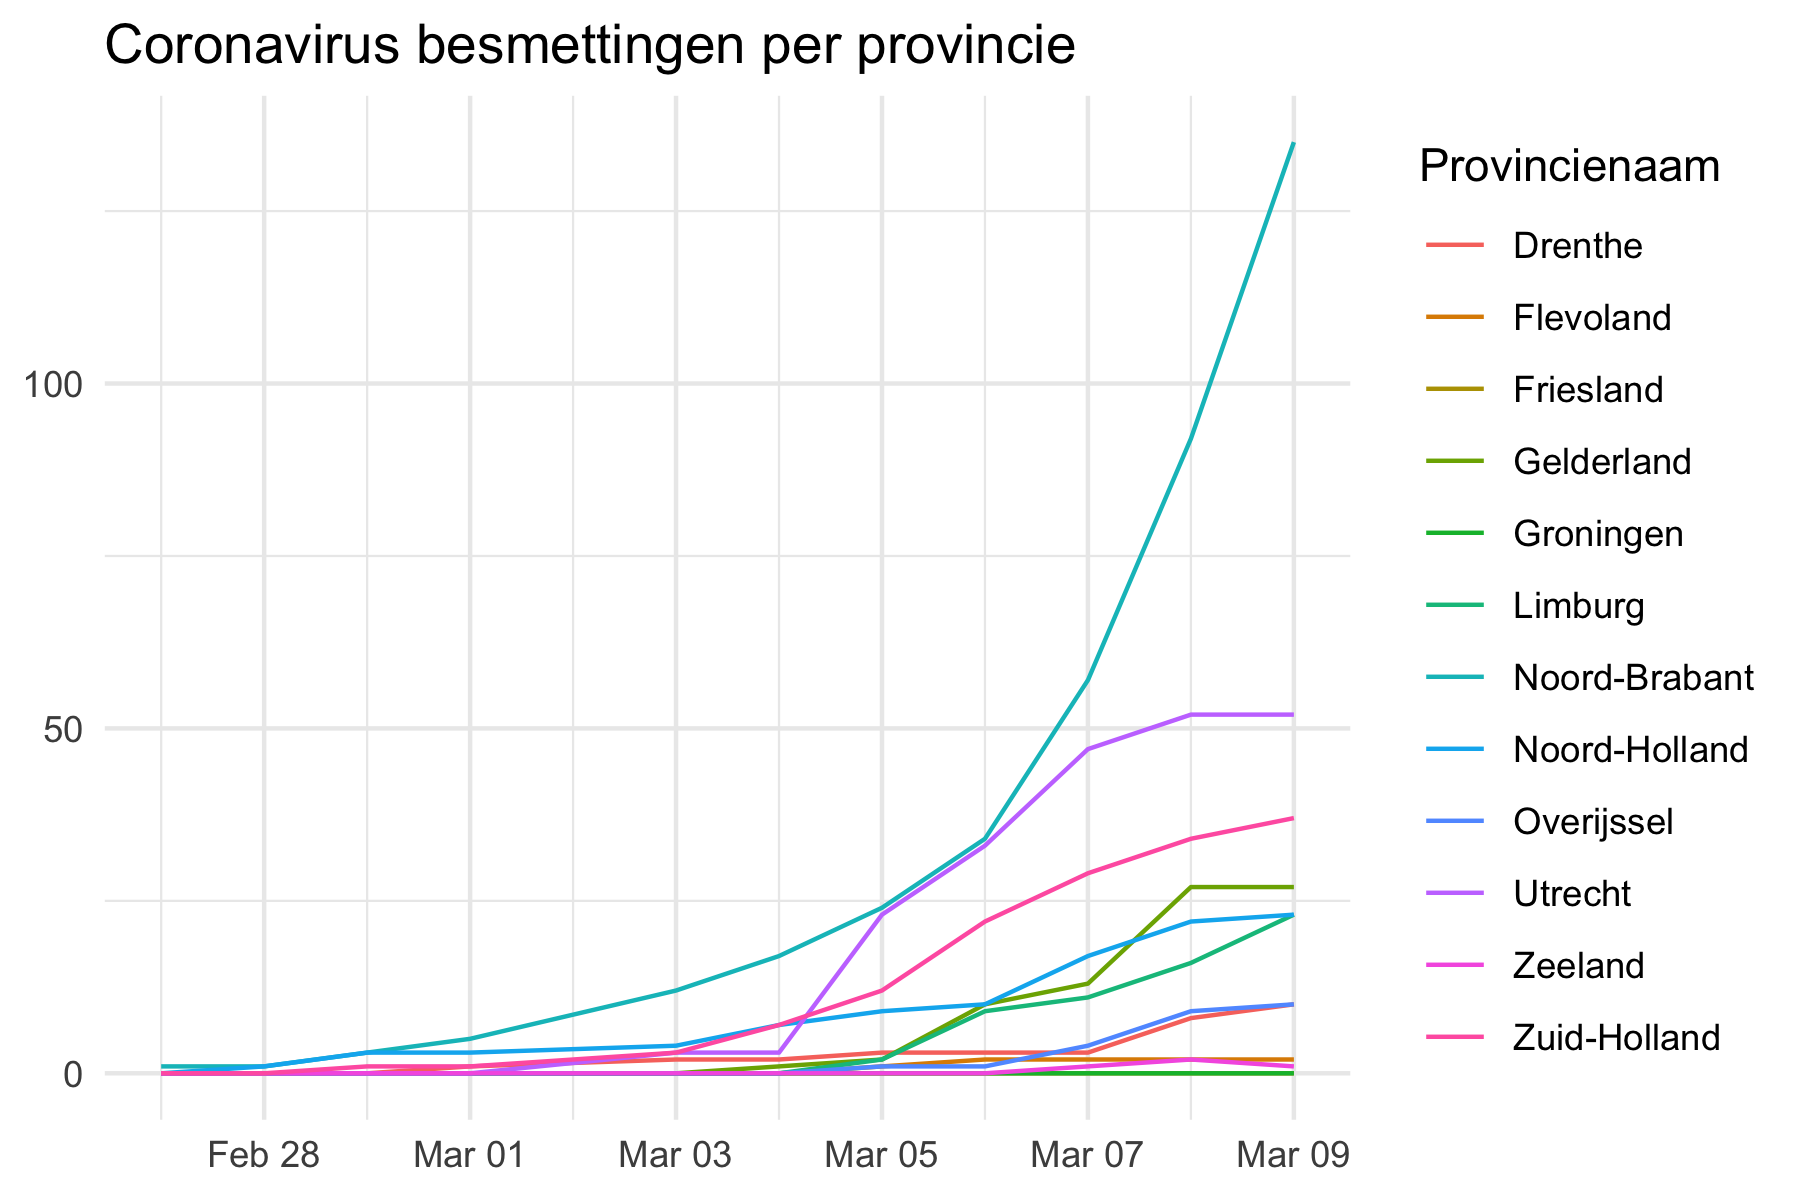 Coronavirus besmettingen per provincie
100
50
0
Feb 28 Mar 01 Mar 03 Mar 05 Mar 07 Mar 09
Provincienaam
Drenthe
Flevoland
Friesland
Gelderland
Groningen
Limburg
Noord-Brabant
Noord-Holland
Overijssel
Utrecht
Zeeland
Zuid-Holland